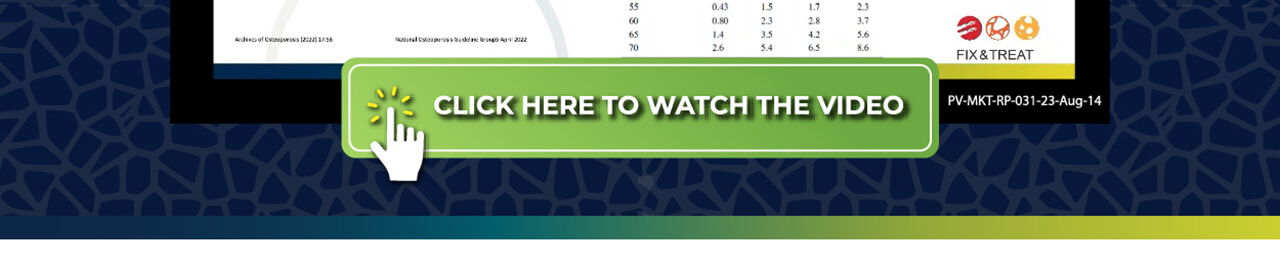 55 0.43 1.5 1.7 2.3
60 0.80 2.3 2.8 3.7
65 1.4 3.5 4.2 5.6
70 2.6 5.4 6.5 8.6
Archives of Osteoporosis (2022) 17:58
National Osteoporosis Guideline Group5 April 2022
FIX & TREAT
CLICK HERE TO WATCH THE VIDEO
PV-MKT-RP-031-23-Aug-14